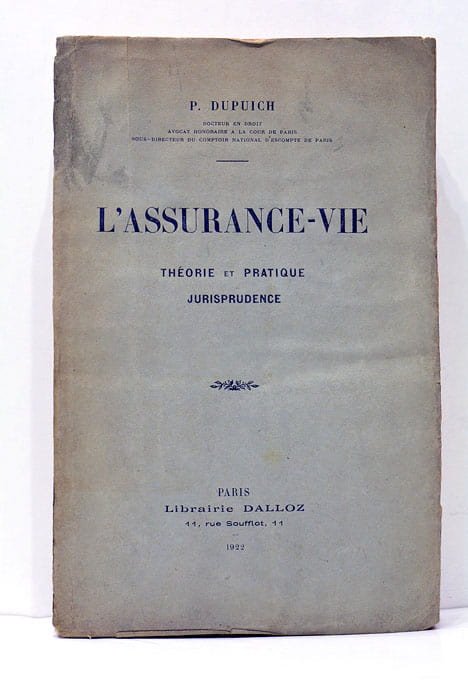 P. DUPUICH
DOCTEUR EN DROIT
AVOCAT HONORAIRE A LA COUR DE PARIS
SOUS-DIRECTEUR DU COMPTOIR NATIONAL D'ESCOMPTE DE PARIS
L'ASSURANCE-VIE
THÉORIE ET PRATIQUE
JURISPRUDENCE
PARIS
Librairie DALLOZ
11, rue Soufflot, 11
1922